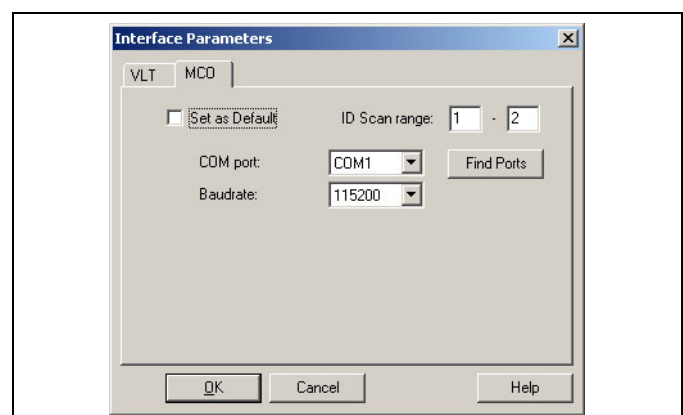 Interface Parameters
VLT MCO
Set as Default ID Scan range: 1 - 2
COM port: COM1 Find Ports
Baudrate: 115200
OK Cancel Help